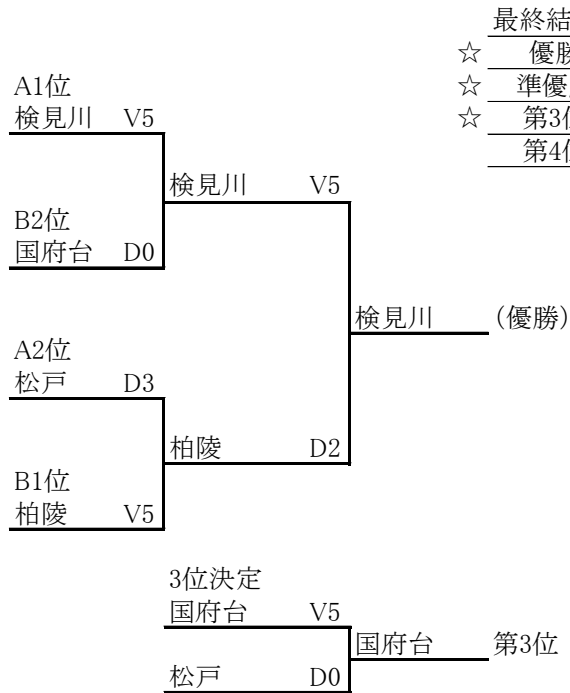 最終結
☆ 優勝
☆ 準優
☆ 第3位
第4位
A1位
検見川 V5
検見川 V5
B2位
国府台 D0
検見川 (優勝)
A2位
松戸 D3
柏陵 D2
B1位
柏陵 V5
3位決定
国府台 V5
国府台 第3位
松戸 D0